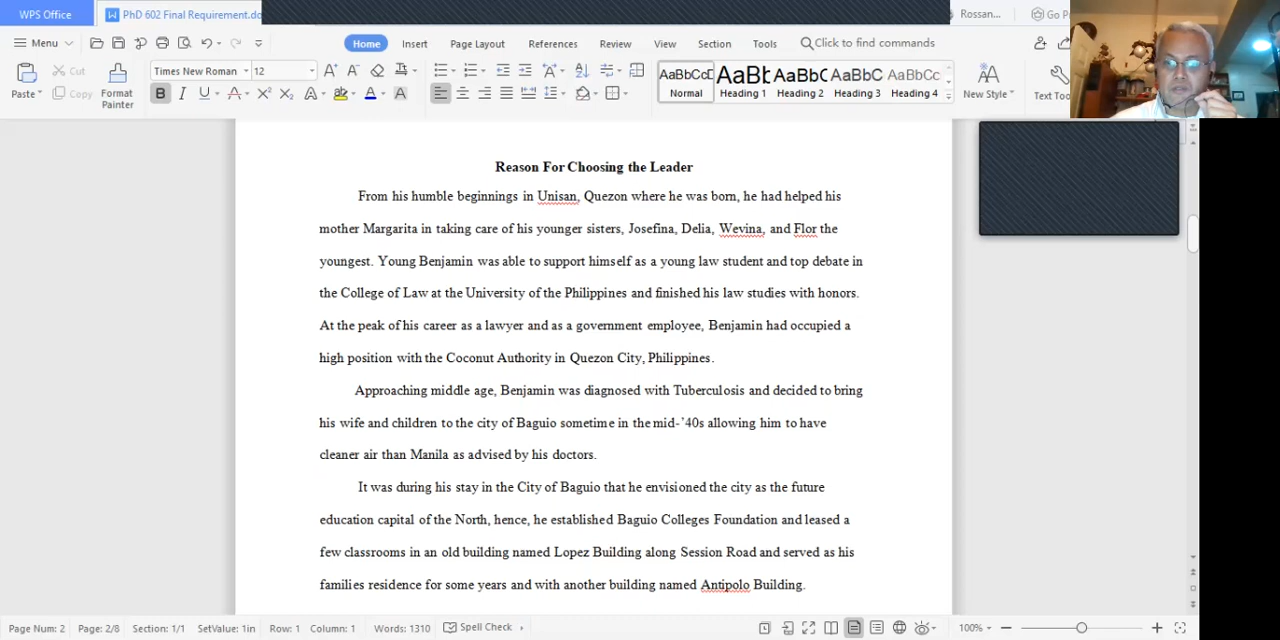 WPS Office
PhD 602 Final Requirement.do
Rossan...
Go P
Menu
Home
Insert
Page Layout
References
Review
View
Section
Tools
Click to find commands
Paste
Cut
Copy
Format
Painter
Times New Roman
12
AaBbCcD
AaBb
AaBbC
AaBbC
AaBbCc
Normal
Heading 1
Heading 2
Heading 3
Heading 4
New Style
Text Too
Reason For Choosing the Leader
From his humble beginnings in Unisan, Quezon where he was born, he had helped his
mother Margarita in taking care of his younger sisters, Josefina, Delia, Wevina, and Flor the
youngest. Young Benjamin was able to support himself as a young law student and top debate in
the College of Law at the University of the Philippines and finished his law studies with honors.
At the peak of his career as a lawyer and as a government employee, Benjamin had occupied a
high position with the Coconut Authority in Quezon City, Philippines.
Approaching middle age, Benjamin was diagnosed with Tuberculosis and decided to bring
his wife and children to the city of Baguio sometime in the mid-’40s allowing him to have
cleaner air than Manila as advised by his doctors.
It was during his stay in the City of Baguio that he envisioned the city as the future
education capital of the North, hence, he established Baguio Colleges Foundation and leased a
few classrooms in an old building named Lopez Building along Session Road and served as his
families residence for some years and with another building named Antipolo Building.
Page Num: 2
Page: 2/8
Section: 1/1
SetValue: 1in
Row: 1
Column: 1
Words: 1310
Spell Check
100%